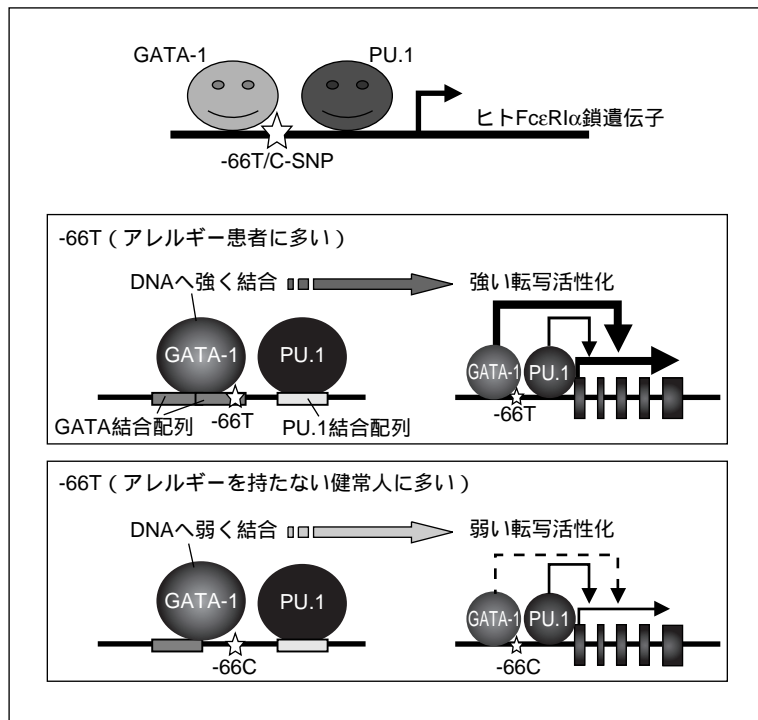 GATA-1 PU.1
ヒトFcεRIα鎖遺伝子
-66T/C-SNP
-66T（アレルギー患者に多い）
DNAへ強く結合 強い転写活性化
GATA-1 PU.1 GATA-1 PU.1
-66T
GATA結合配列 -66T PU.1結合配列
-66T（アレルギーを持たない健常人に多い）
DNAへ弱く結合 弱い転写活性化
GATA-1 PU.1 GATA-1 PU.1
-66C -66C